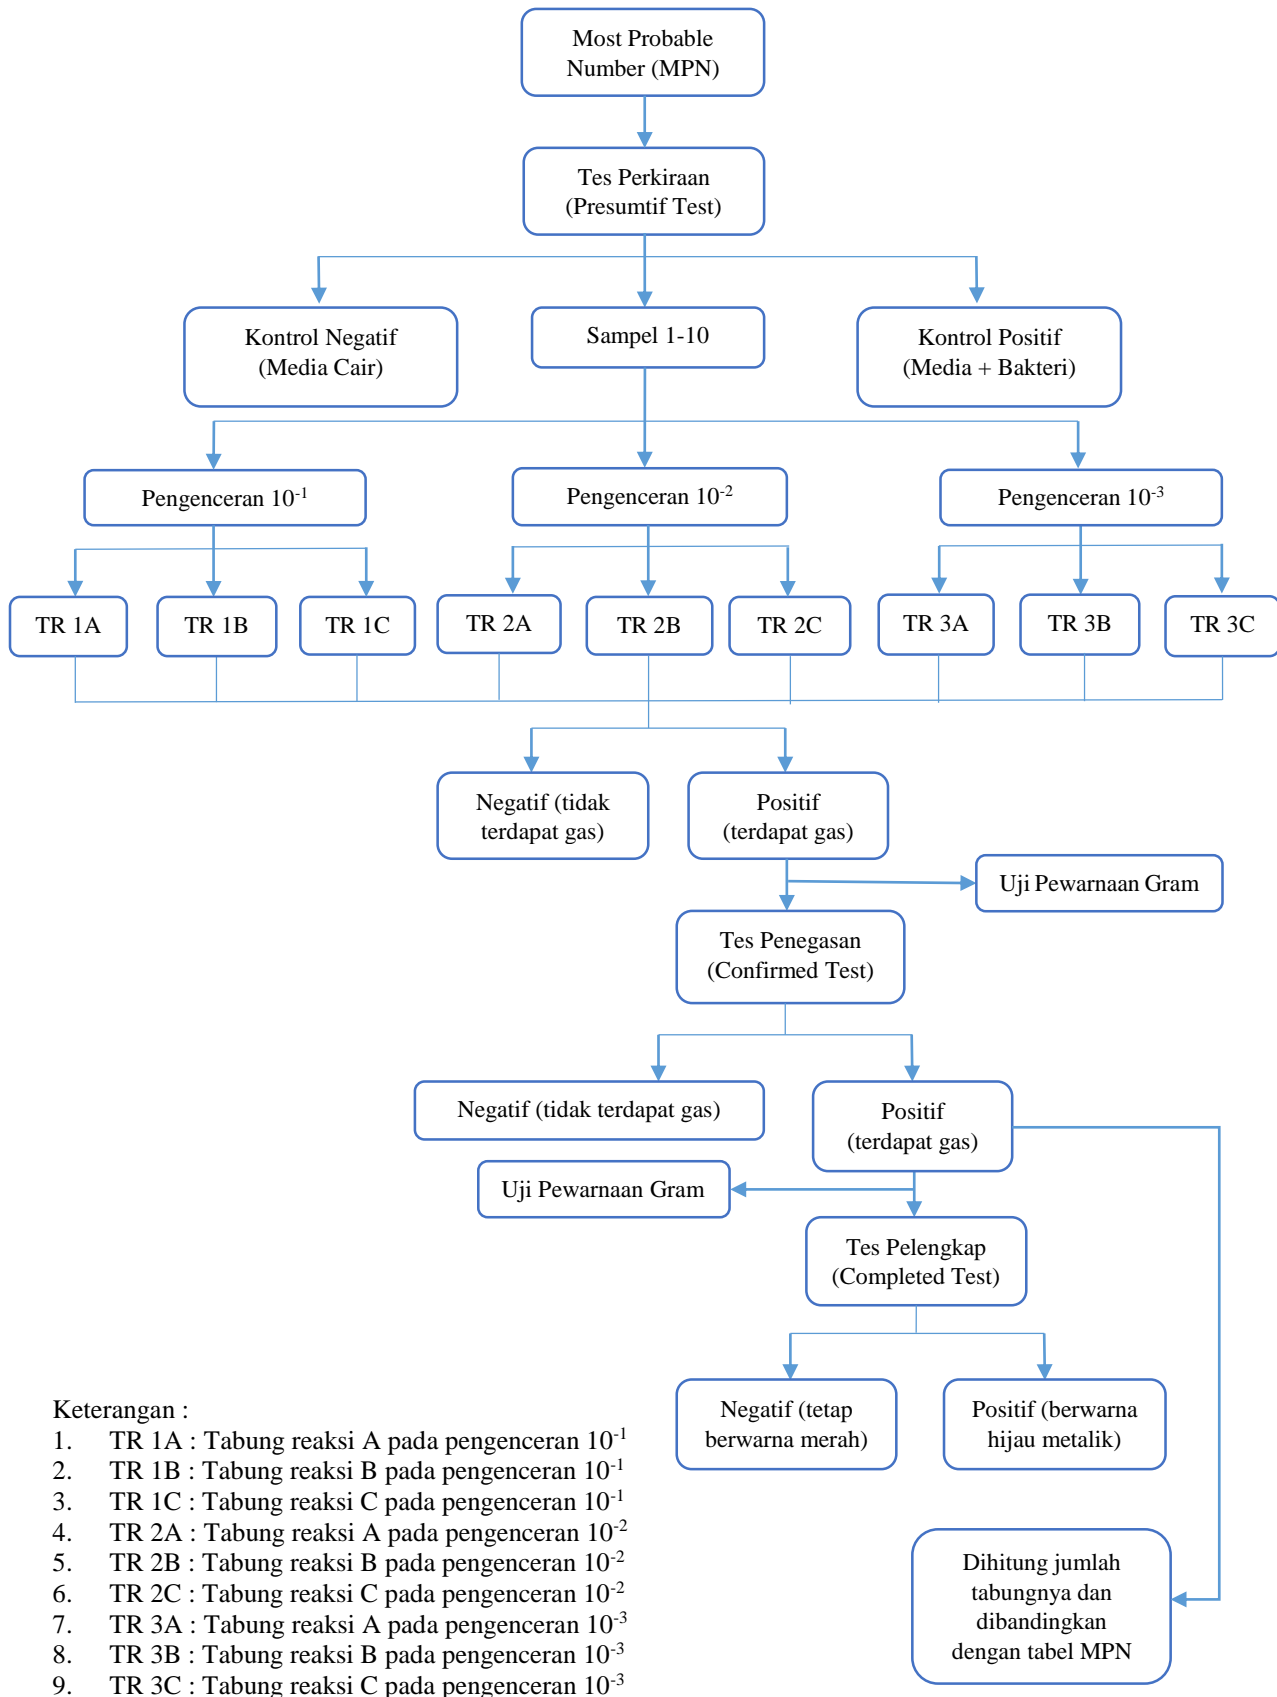 Most Probable
Number (MPN)
Tes Perkiraan
(Presumtif Test)
Kontrol Negatif
(Media Cair)
Sampel 1-10
Kontrol Positif
(Media + Bakteri)
Pengenceran 10⁻¹
Pengenceran 10⁻²
Pengenceran 10⁻³
TR 1A
TR 1B
TR 1C
TR 2A
TR 2B
TR 2C
TR 3A
TR 3B
TR 3C
Negatif (tidak
terdapat gas)
Positif
(terdapat gas)
Uji Pewarnaan Gram
Tes Penegasan
(Confirmed Test)
Negatif (tidak terdapat gas)
Positif
(terdapat gas)
Uji Pewarnaan Gram
Tes Pelengkap
(Completed Test)
Negatif (tetap
berwarna merah)
Positif (berwarna
hijau metalik)
Dihitung jumlah
tabungnya dan
dibandingkan
dengan tabel MPN
Keterangan :
1. TR 1A : Tabung reaksi A pada pengenceran 10⁻¹
2. TR 1B : Tabung reaksi B pada pengenceran 10⁻¹
3. TR 1C : Tabung reaksi C pada pengenceran 10⁻¹
4. TR 2A : Tabung reaksi A pada pengenceran 10⁻²
5. TR 2B : Tabung reaksi B pada pengenceran 10⁻²
6. TR 2C : Tabung reaksi C pada pengenceran 10⁻²
7. TR 3A : Tabung reaksi A pada pengenceran 10⁻³
8. TR 3B : Tabung reaksi B pada pengenceran 10⁻³
9. TR 3C : Tabung reaksi C pada pengenceran 10⁻³